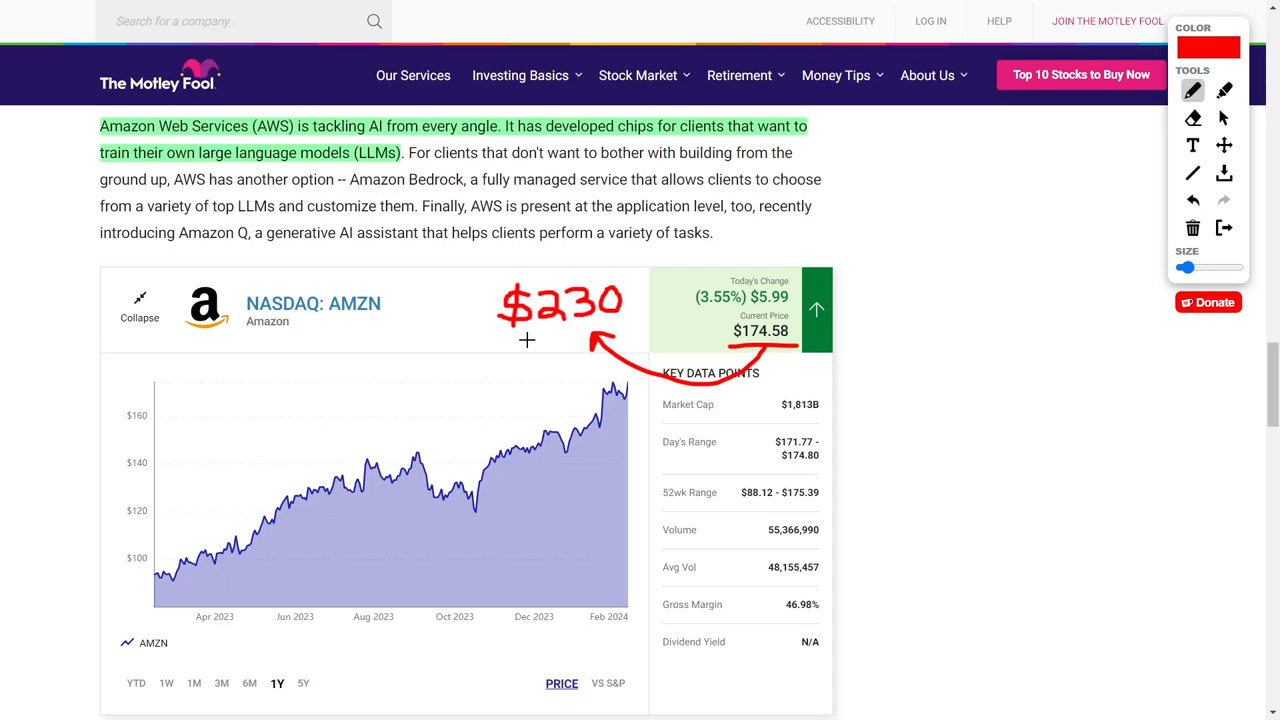 Search for a company
ACCESSIBILITY
LOG IN
HELP
JOIN THE MOTLEY FOOL
COLOR
TOOLS
SIZE
Donate
The Motley Fool
Our Services
Investing Basics
Stock Market
Retirement
Money Tips
About Us
Top 10 Stocks to Buy Now
Amazon Web Services (AWS) is tackling AI from every angle. It has developed chips for clients that want to
train their own large language models (LLMs). For clients that don't want to bother with building from the
ground up, AWS has another option -- Amazon Bedrock, a fully managed service that allows clients to choose
from a variety of top LLMs and customize them. Finally, AWS is present at the application level, too, recently
introducing Amazon Q, a generative AI assistant that helps clients perform a variety of tasks.
Collapse
NASDAQ: AMZN
Amazon
$230
Today's Change
(3.55%) $5.99
Current Price
$174.58
$160
$140
$120
$100
Apr 2023
Jun 2023
Aug 2023
Oct 2023
Dec 2023
Feb 2024
AMZN
YTD
1W
1M
3M
6M
1Y
5Y
PRICE
VS S&P
KEY DATA POINTS
Market Cap $1,813B
Day's Range $171.77 -
$174.80
52wk Range $88.12 - $175.39
Volume 55,366,990
Avg Vol 48,155,457
Gross Margin 46.98%
Dividend Yield N/A